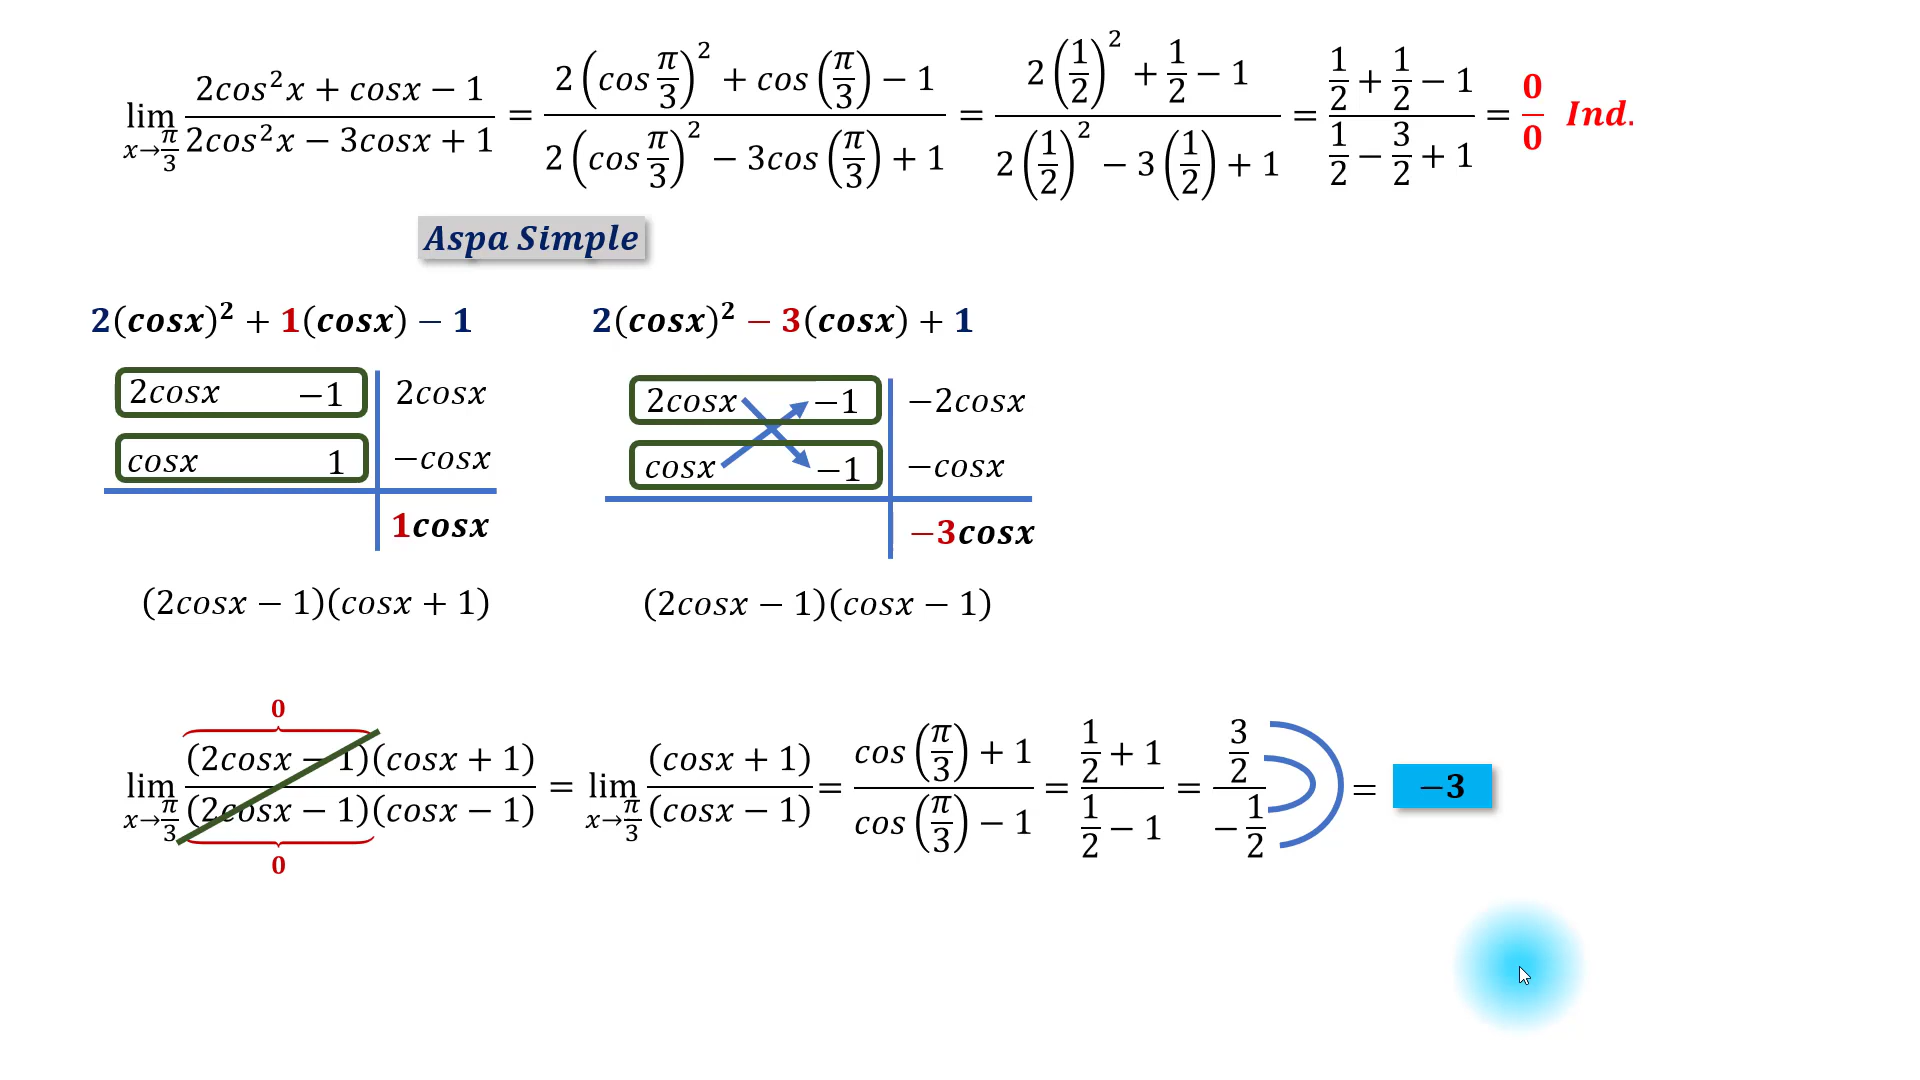 lim x→π/3 (2cos²x + cosx − 1)/(2cos²x − 3cosx + 1) = (2(cos π/3)² + cos(π/3) − 1)/(2(cos π/3)² − 3cos(π/3) + 1) = (2(1/2)² + 1/2 − 1)/(2(1/2)² − 3(1/2) + 1) = (1/2 + 1/2 − 1)/(1/2 − 3/2 + 1) = 0/0 Ind.
Aspa Simple
2(cosx)² + 1(cosx) − 1
2cosx −1 2cosx
cosx 1 −cosx
1cosx
(2cosx − 1)(cosx + 1)
2(cosx)² − 3(cosx) + 1
2cosx −1 −2cosx
cosx −1 −cosx
−3cosx
(2cosx − 1)(cosx − 1)
0
lim x→π/3 ((2cosx − 1)(cosx + 1))/((2cosx − 1)(cosx − 1)) = lim x→π/3 (cosx + 1)/(cosx − 1) = (cos(π/3) + 1)/(cos(π/3) − 1) = (1/2 + 1)/(1/2 − 1) = (3/2)/(−1/2) = −3
0